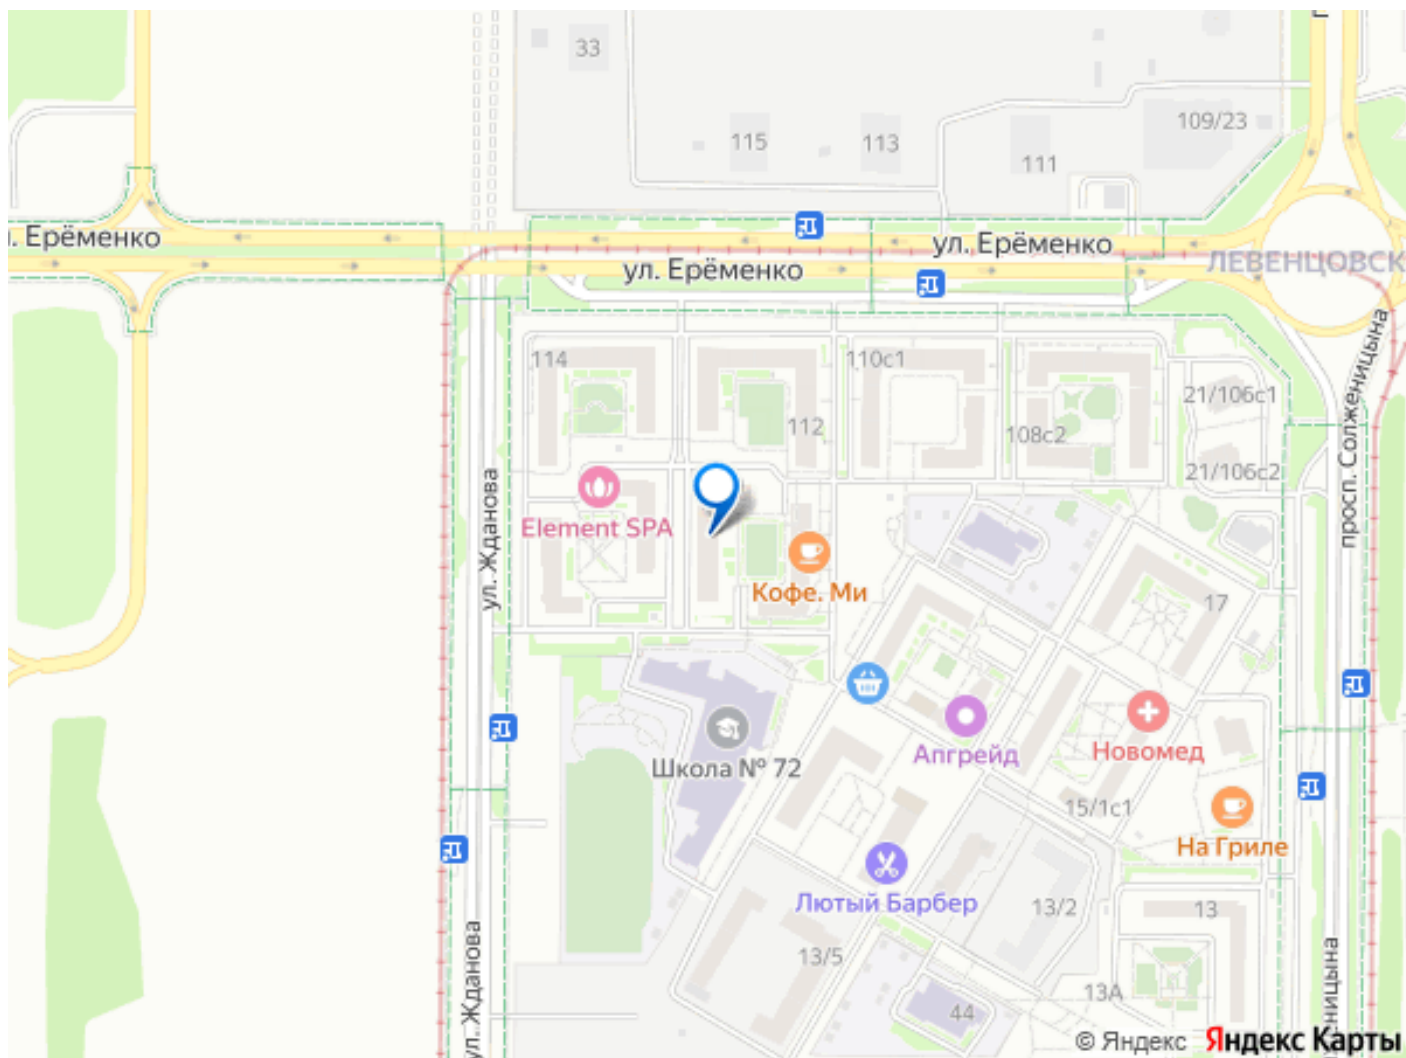 33
115
113
111
109/23
л. Ерёменко
ул. Ерёменко
ул. Ерёменко
ЛЕВЕНЦОВСК
114
112
110с1
108с2
21/106с1
21/106с2
просп. Солженицына
ул. Жданова
Element SPA
Кофе. Ми
17
Школа № 72
Апгрейд
Новомед
15/1с1
На Гриле
Лютый Барбер
13/2
13
13/5
13А
44
ул. Жданова
еницына
© Яндекс Яндекс Карты